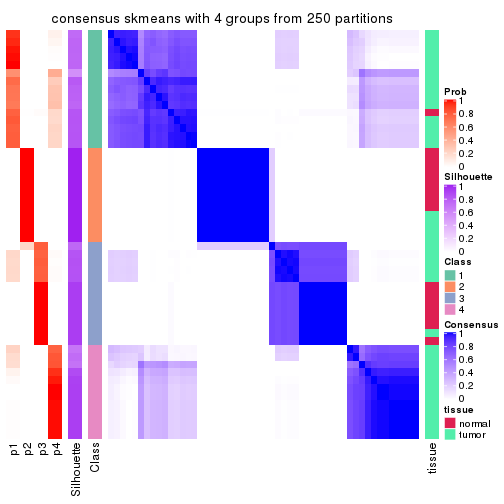 consensus skmeans with 4 groups from 250 partitions
Prob
1
0.8
0.6
0.4
0.2
0
Silhouette
1
0.8
0.6
0.4
0.2
0
Class
1
2
3
4
Consensus
1
0.8
0.6
0.4
0.2
0
tissue
normal
tumor
p1
p2
p3
p4
Silhouette
Class
tissue